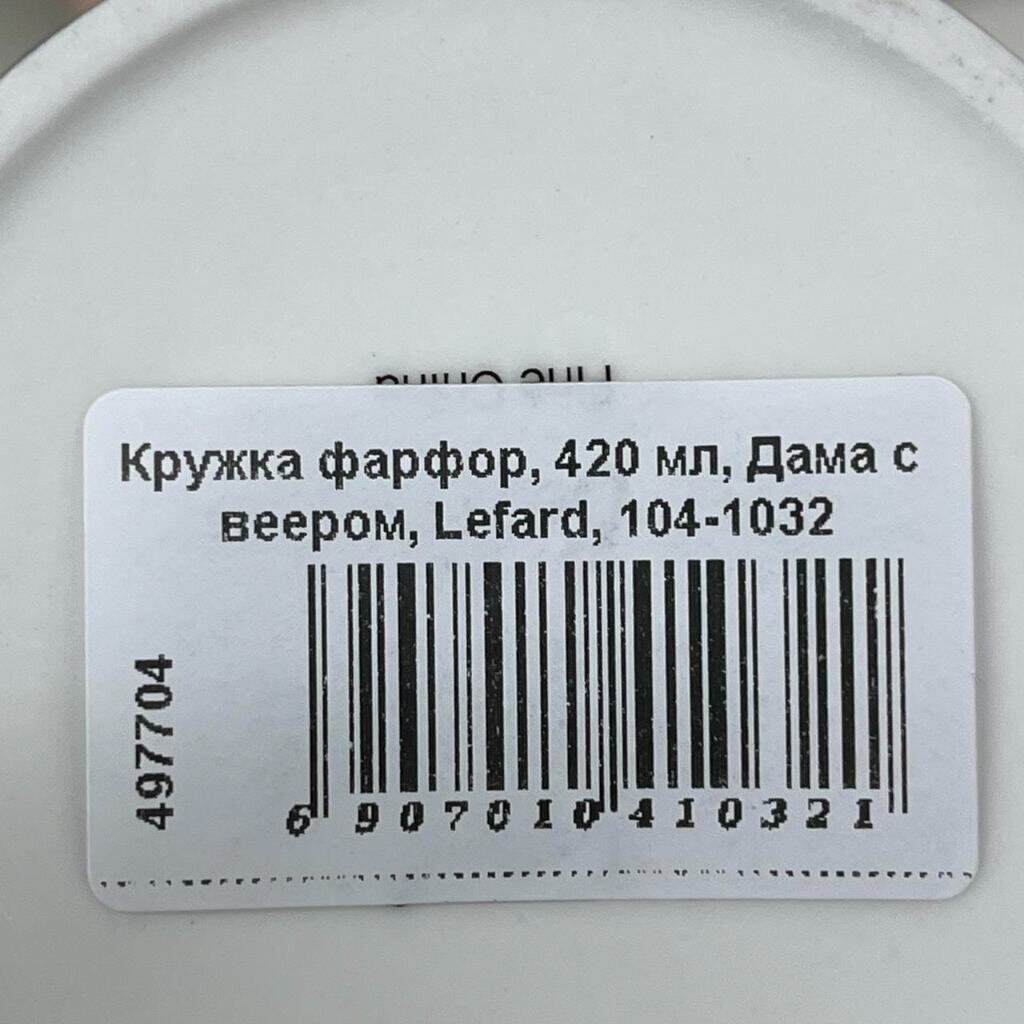 Кружка фарфор, 420 мл, Дама с
веером, Lefard, 104-1032
497704
6 907010 410321